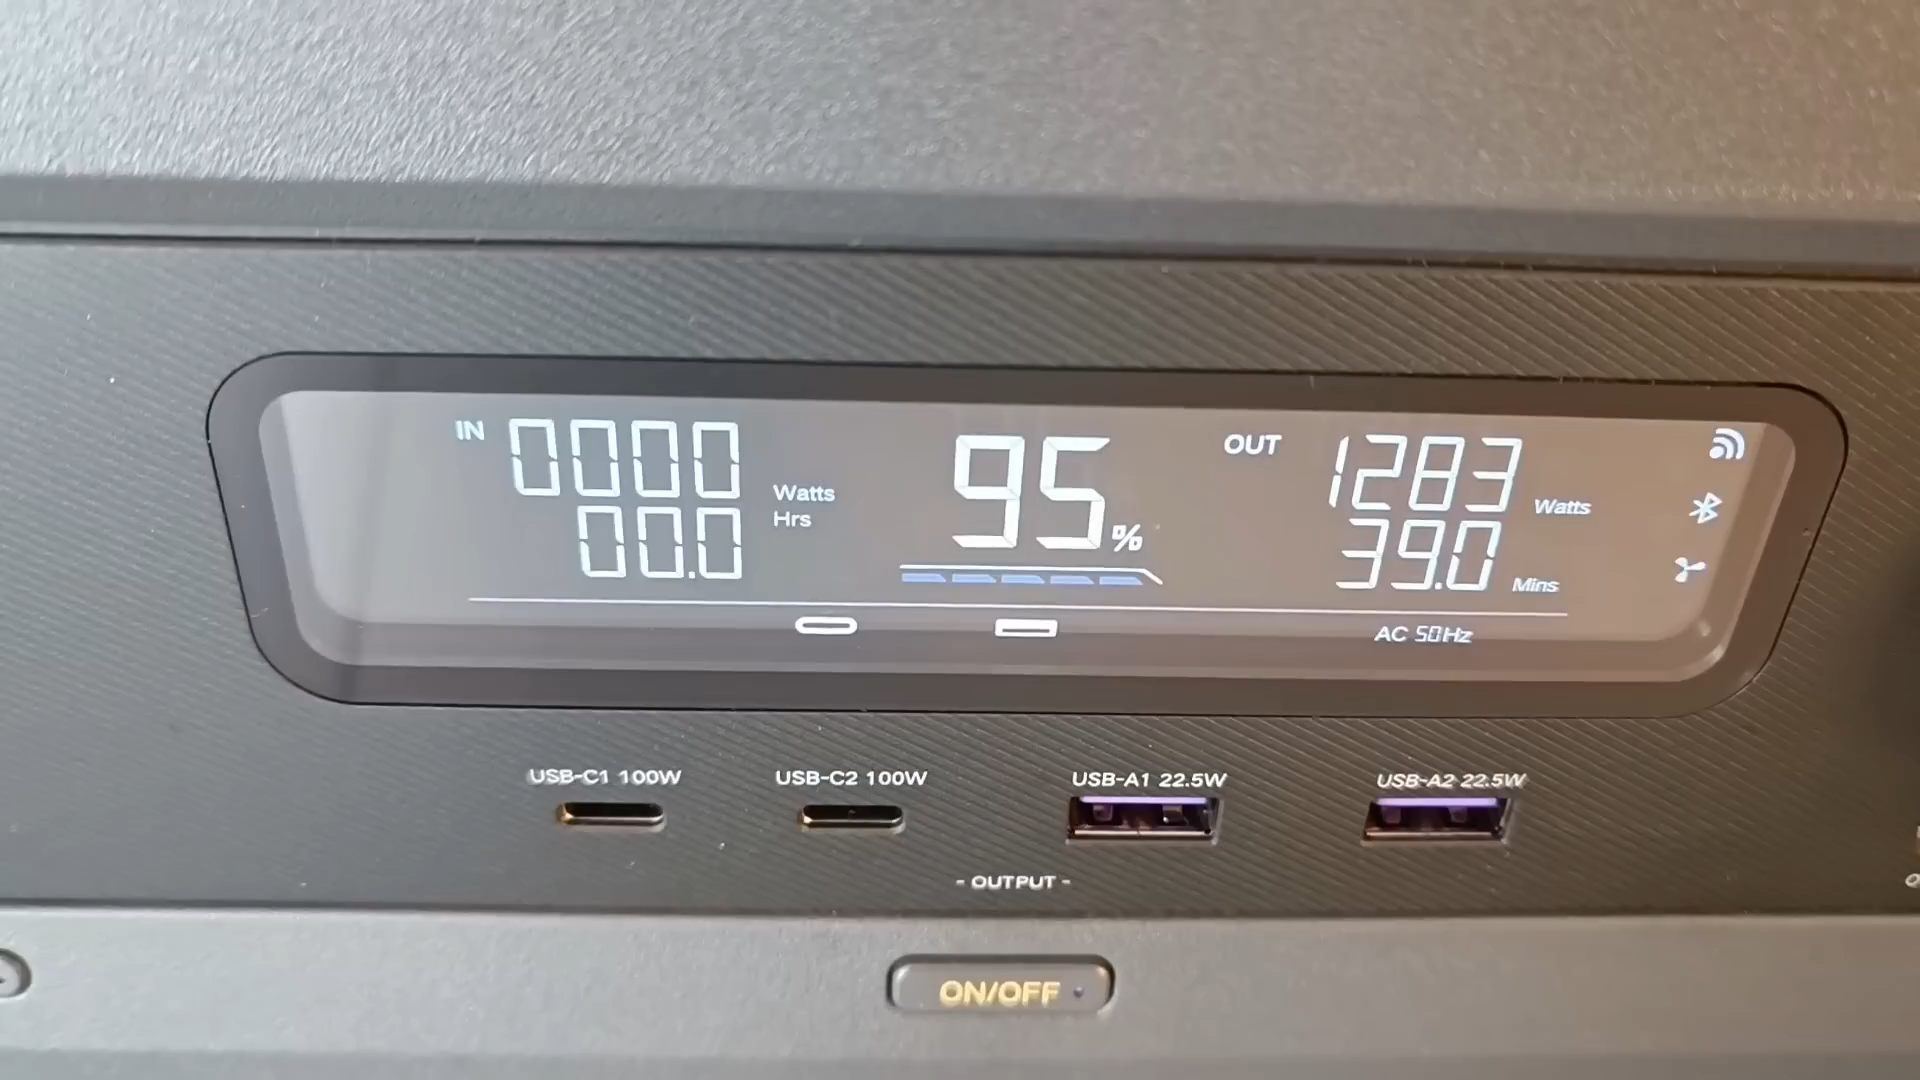 IN 0000 Watts
00.0 Hrs
95%
OUT 1283 Watts
39.0 Mins
AC 50Hz
USB-C1 100W USB-C2 100W USB-A1 22.5W USB-A2 22.5W
- OUTPUT -
ON/OFF